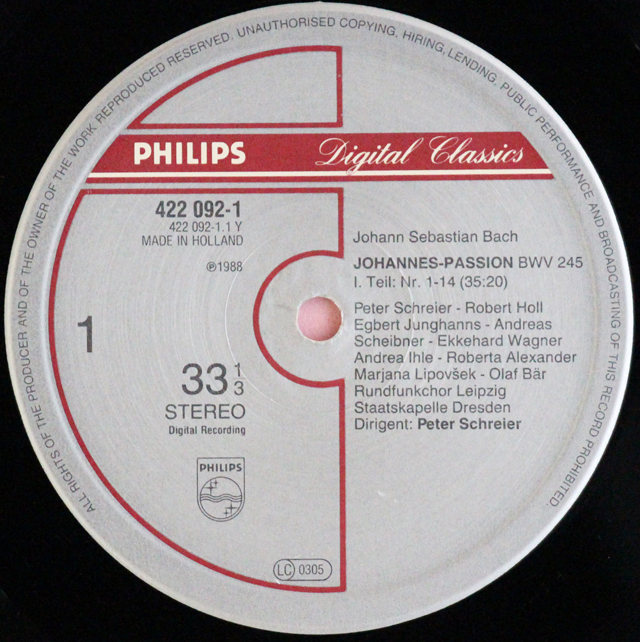 ALL RIGHTS OF THE PRODUCER AND OF THE OWNER OF THE WORK REPRODUCED RESERVED. UNAUTHORISED COPYING, HIRING, LENDING, PUBLIC PERFORMANCE AND BROADCASTING OF THIS RECORD PROHIBITED.
PHILIPS Digital Classics
422 092-1
422 092-1.1 Y
MADE IN HOLLAND
℗1988
1
33 1/3
STEREO
Digital Recording
PHILIPS
LC 0305
Johann Sebastian Bach
JOHANNES-PASSION BWV 245
I. Teil: Nr. 1-14 (35:20)
Peter Schreier - Robert Holl
Egbert Junghanns - Andreas
Scheibner - Ekkehard Wagner
Andrea Ihle - Roberta Alexander
Marjana Lipovšek - Olaf Bär
Rundfunkchor Leipzig
Staatskapelle Dresden
Dirigent: Peter Schreier